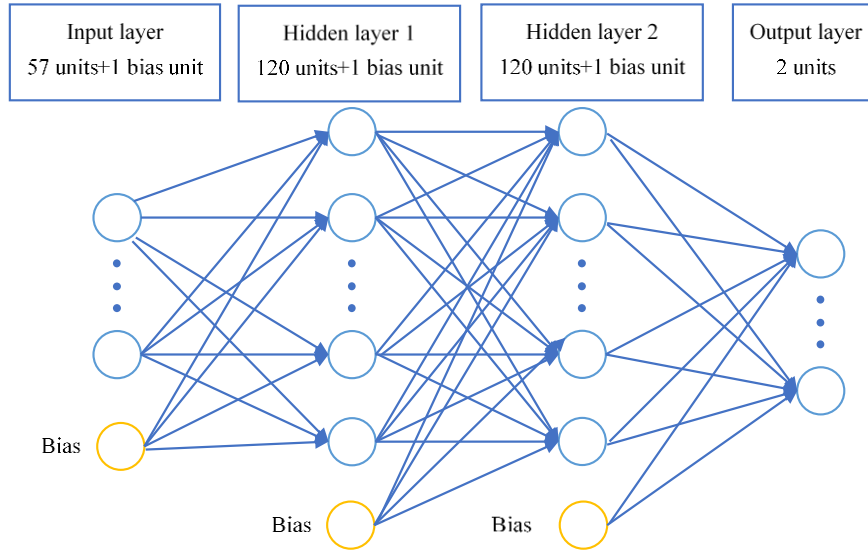 Input layer
57 units+1 bias unit
Hidden layer 1
120 units+1 bias unit
Hidden layer 2
120 units+1 bias unit
Output layer
2 units
Bias
Bias
Bias